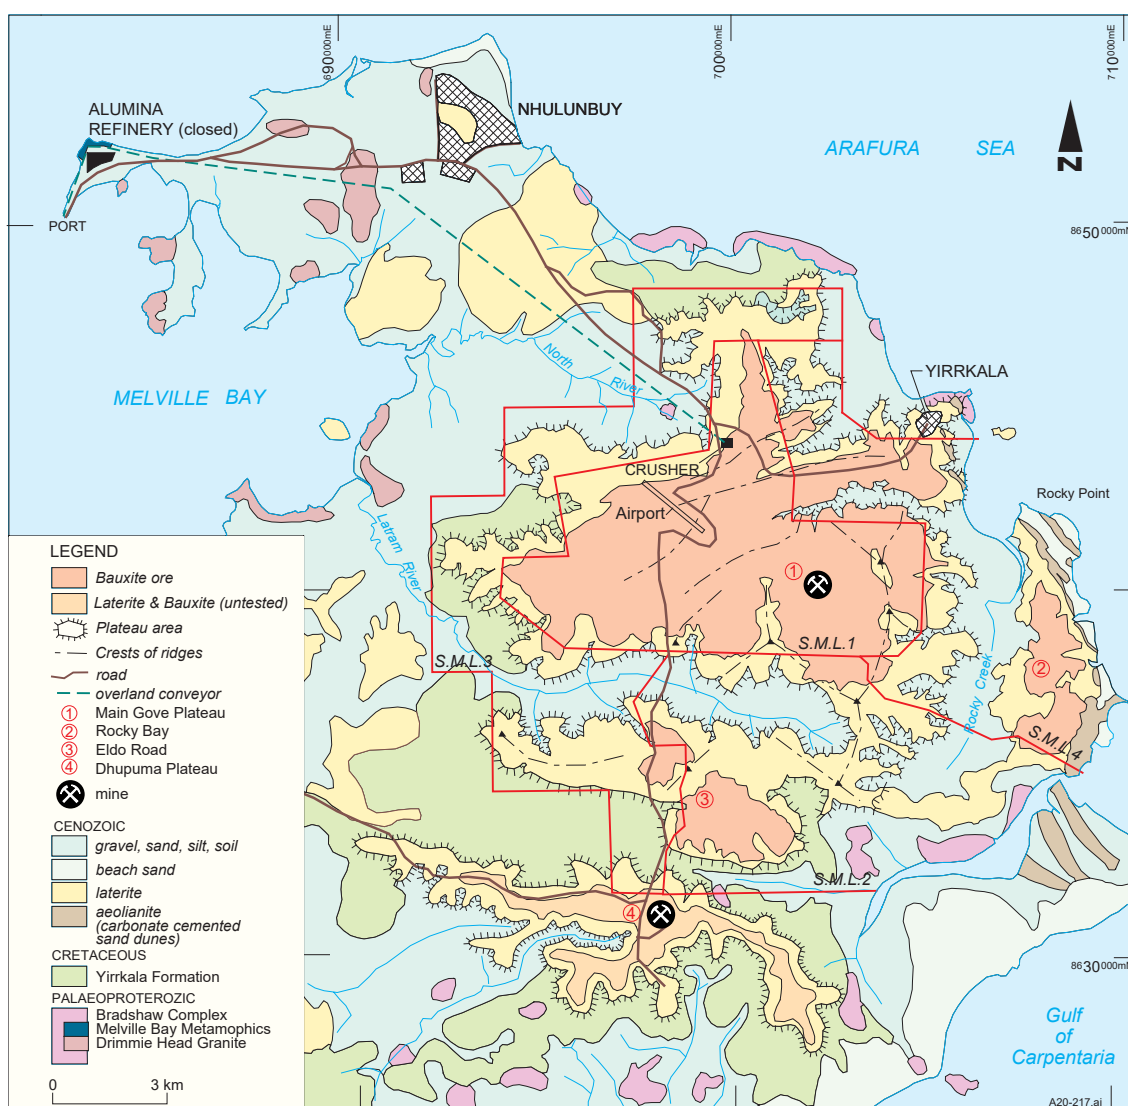 690000mE
700000mE
710000mE
ALUMINA
REFINERY (closed)
NHULUNBUY
ARAFURA SEA
N
PORT
8650000mN
North
River
YIRRKALA
MELVILLE BAY
CRUSHER
Rocky Point
Airport
Latram
River
1
S.M.L.1
S.M.L.3
2
Rocky Creek
S.M.L.4
3
S.M.L.2
4
8630000mN
Gulf
of
Carpentaria
A20-217.ai
LEGEND
Bauxite ore
Laterite & Bauxite (untested)
Plateau area
Crests of ridges
road
overland conveyor
1 Main Gove Plateau
2 Rocky Bay
3 Eldo Road
4 Dhupuma Plateau
mine
CENOZOIC
gravel, sand, silt, soil
beach sand
laterite
aeolianite
(carbonate cemented
sand dunes)
CRETACEOUS
Yirrkala Formation
PALAEOPROTEROZIC
Bradshaw Complex
Melville Bay Metamophics
Drimmie Head Granite
0 3 km